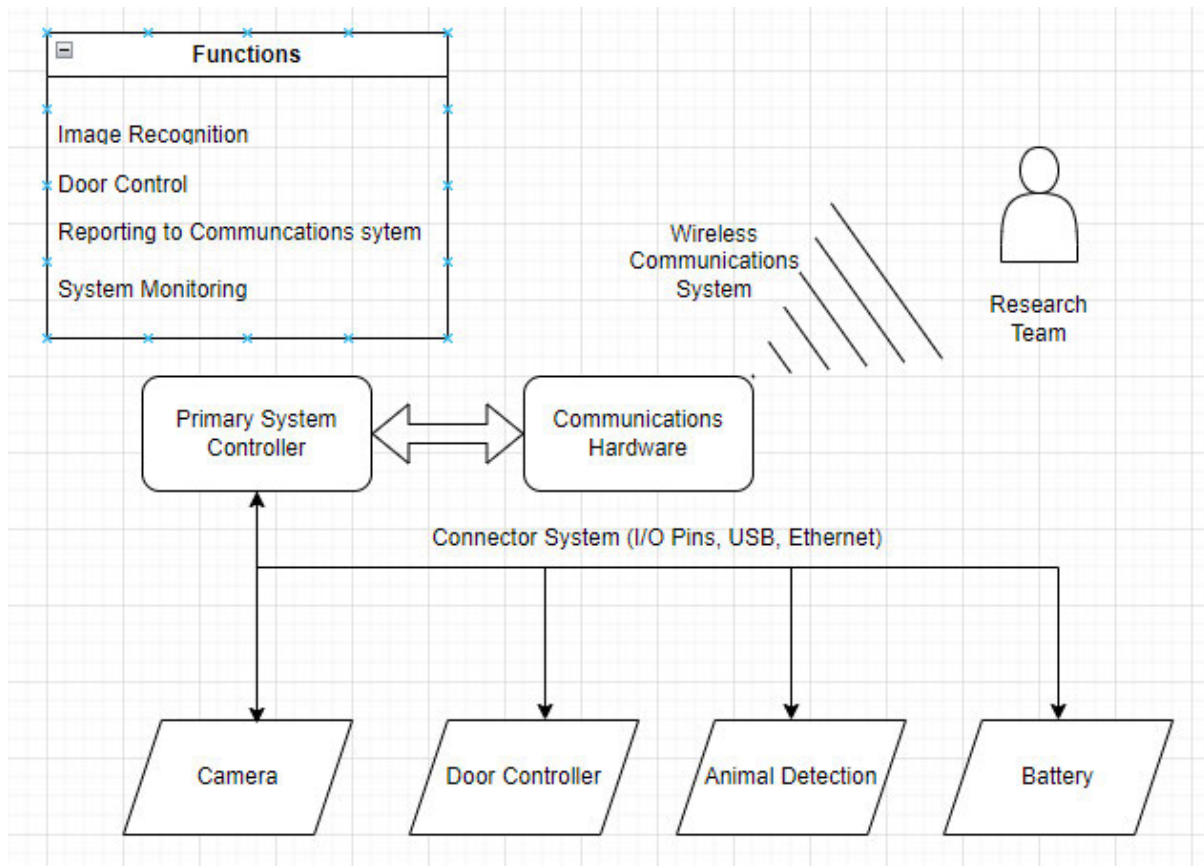 Functions
Image Recognition
Door Control
Reporting to Communcations sytem
System Monitoring
Wireless
Communications
System
Research
Team
Primary System
Controller
Communications
Hardware
Connector System (I/O Pins, USB, Ethernet)
Camera
Door Controller
Animal Detection
Battery